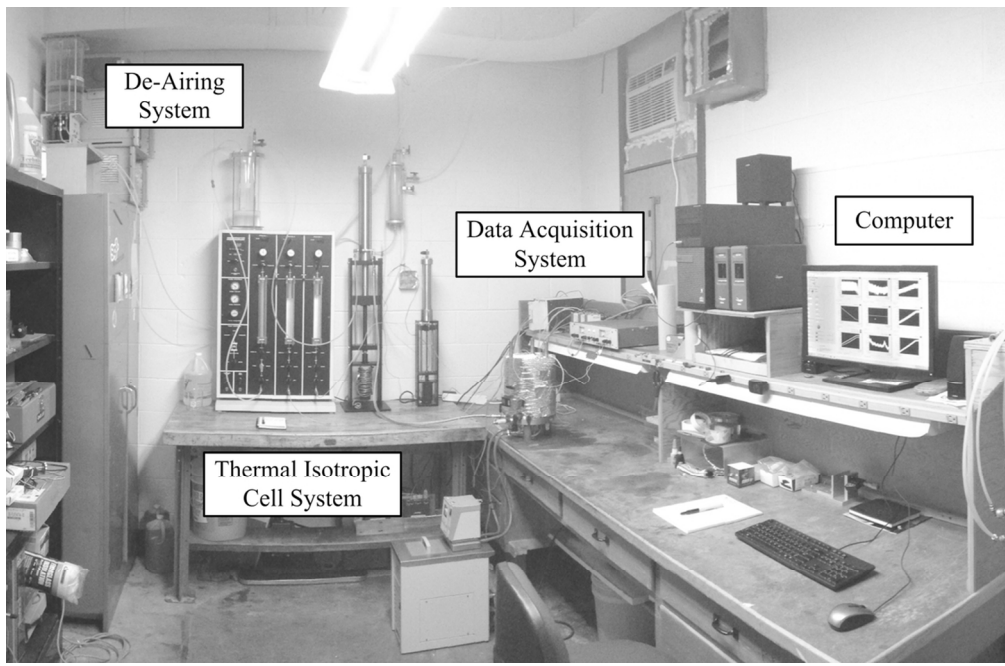 De-Airing
System
Data Acquisition
System
Computer
Thermal Isotropic
Cell System